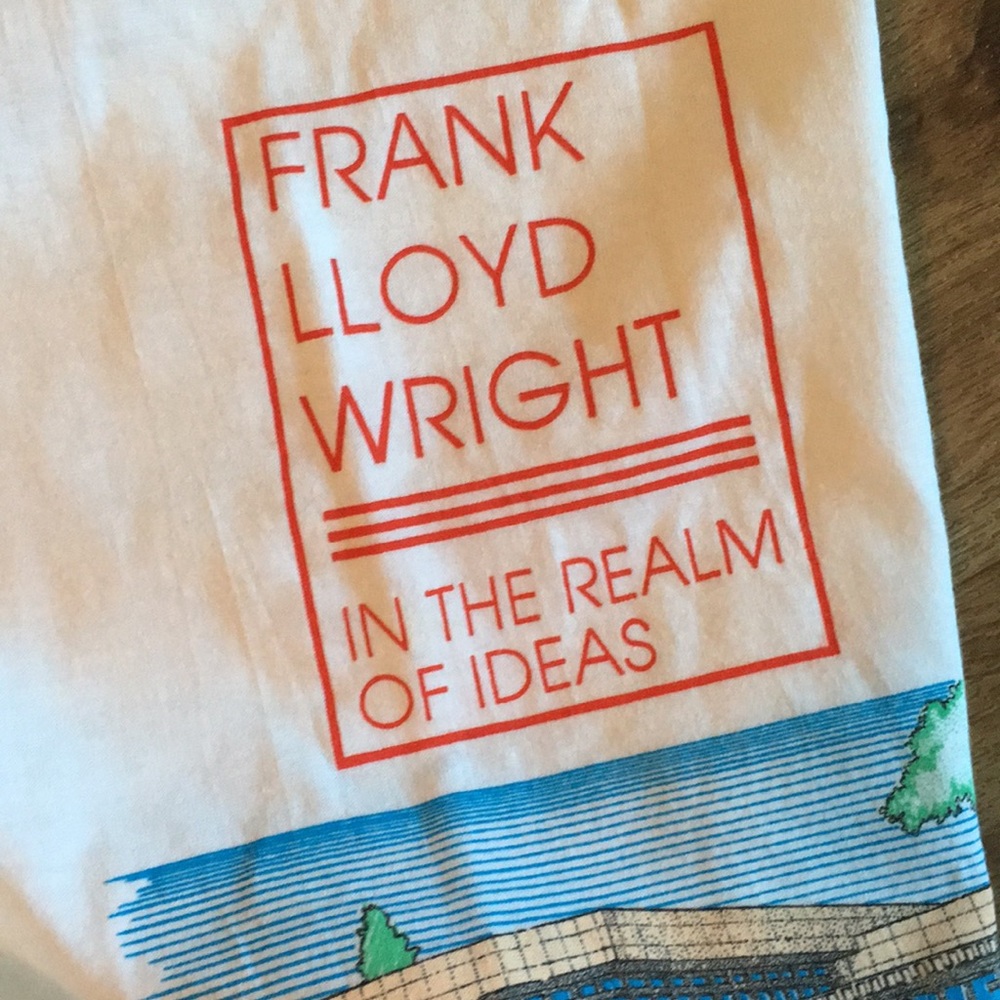 FRANK
LLOYD
WRIGHT
IN THE REALM
OF IDEAS